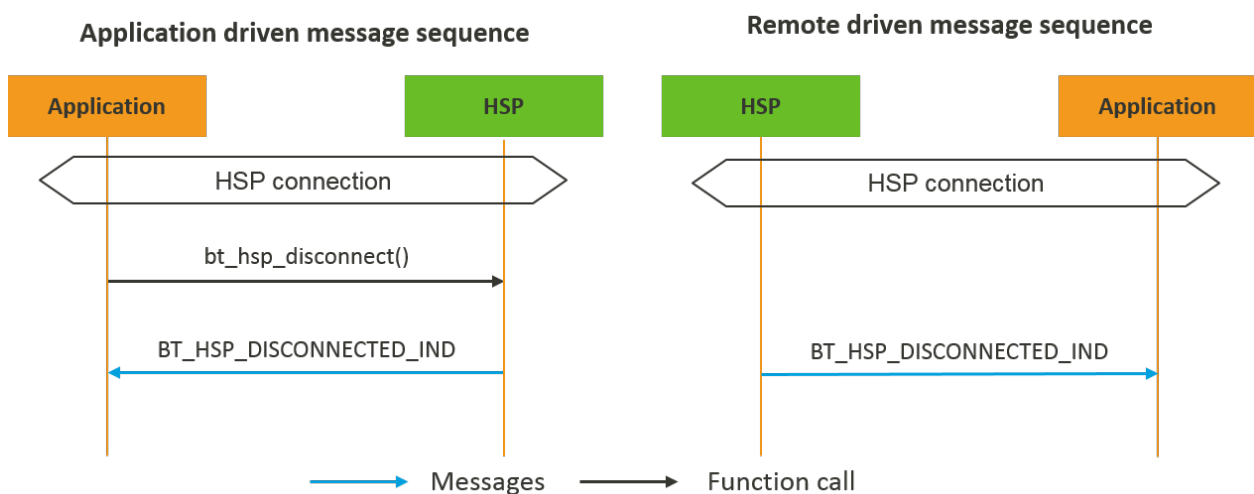 Application driven message sequence
Remote driven message sequence
Application
HSP
HSP
Application
HSP connection
HSP connection
bt_hsp_disconnect()
BT_HSP_DISCONNECTED_IND
BT_HSP_DISCONNECTED_IND
Messages
Function call